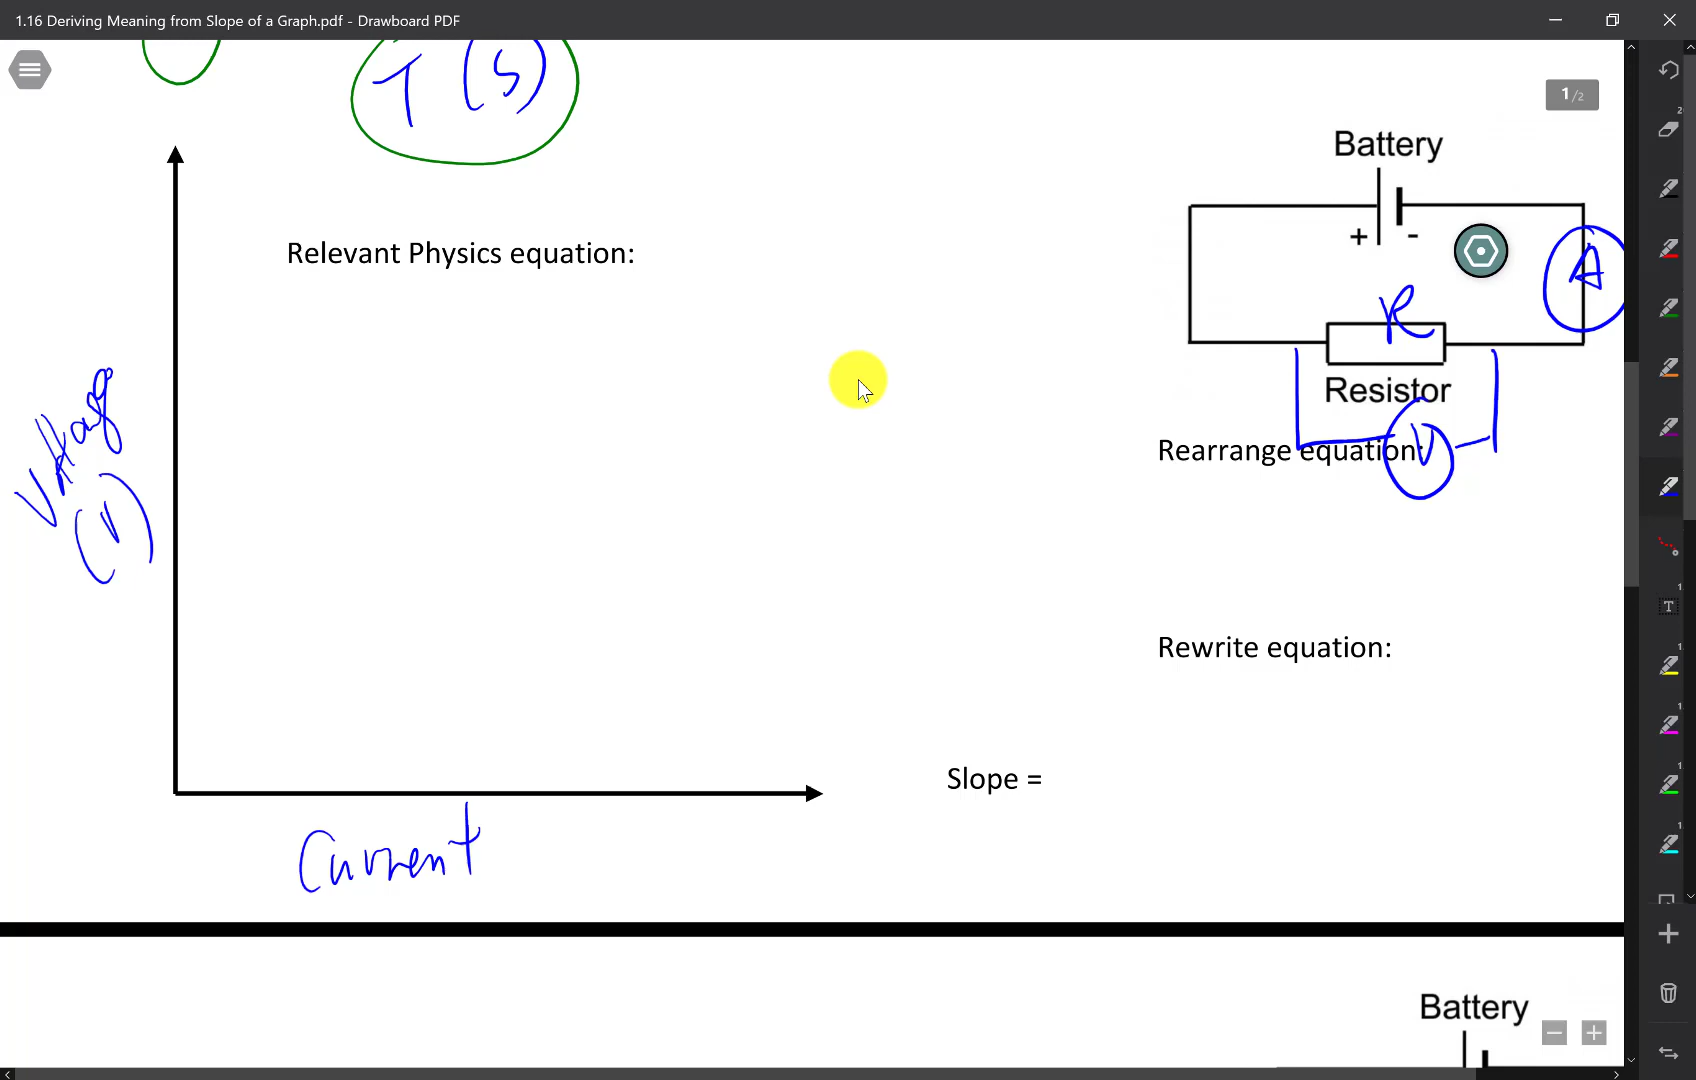 1.16 Deriving Meaning from Slope of a Graph.pdf - Drawboard PDF
T (s)
1/2
Battery
Relevant Physics equation:
+ -
A
R
Resistor
Voltage
(V)
Rearrange equation:
V
Rewrite equation:
Slope =
Current
Battery